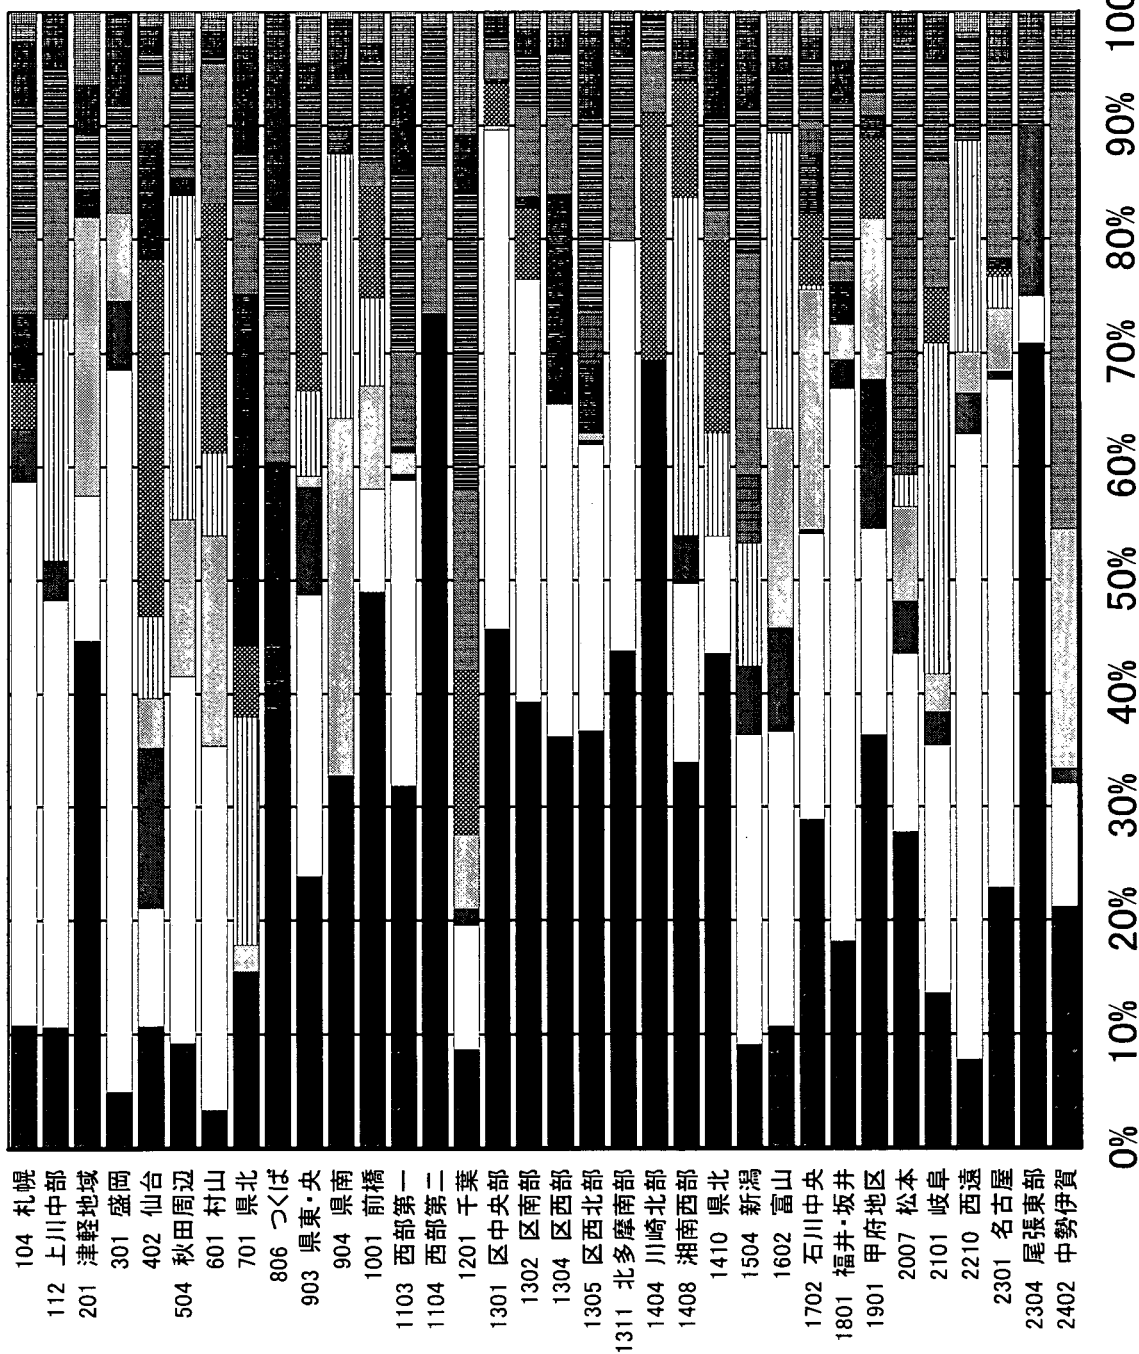 104 札幌
112 上川中部
201 津軽地域
301 盛岡
402 仙台
504 秋田周辺
601 村山
701 県北
806 つくば
903 県東・央
904 県南
1001 前橋
1103 西部第一
1104 西部第二
1201 千葉
1301 区中央部
1302 区南部
1304 区西部
1305 区西北部
1311 北多摩南部
1404 川崎北部
1408 湘南西部
1410 県北
1504 新潟
1602 富山
1702 石川中央
1801 福井・坂井
1901 甲府地区
2007 松本
2101 岐阜
2210 西遠
2301 名古屋
2304 尾張東部
2402 中勢伊賀
0%
10%
20%
30%
40%
50%
60%
70%
80%
90%